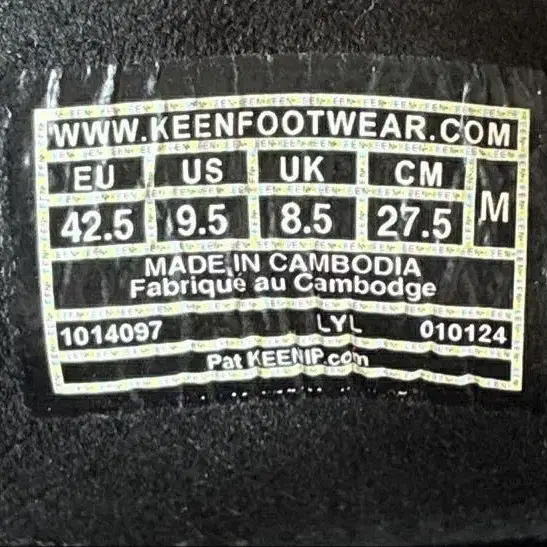 WWW.KEENFOOTWEAR.COM
EU US UK CM M
42.5 9.5 8.5 27.5
MADE IN CAMBODIA
Fabriqué au Cambodge
1014097 LYL 010124
Pat KEENIP.com